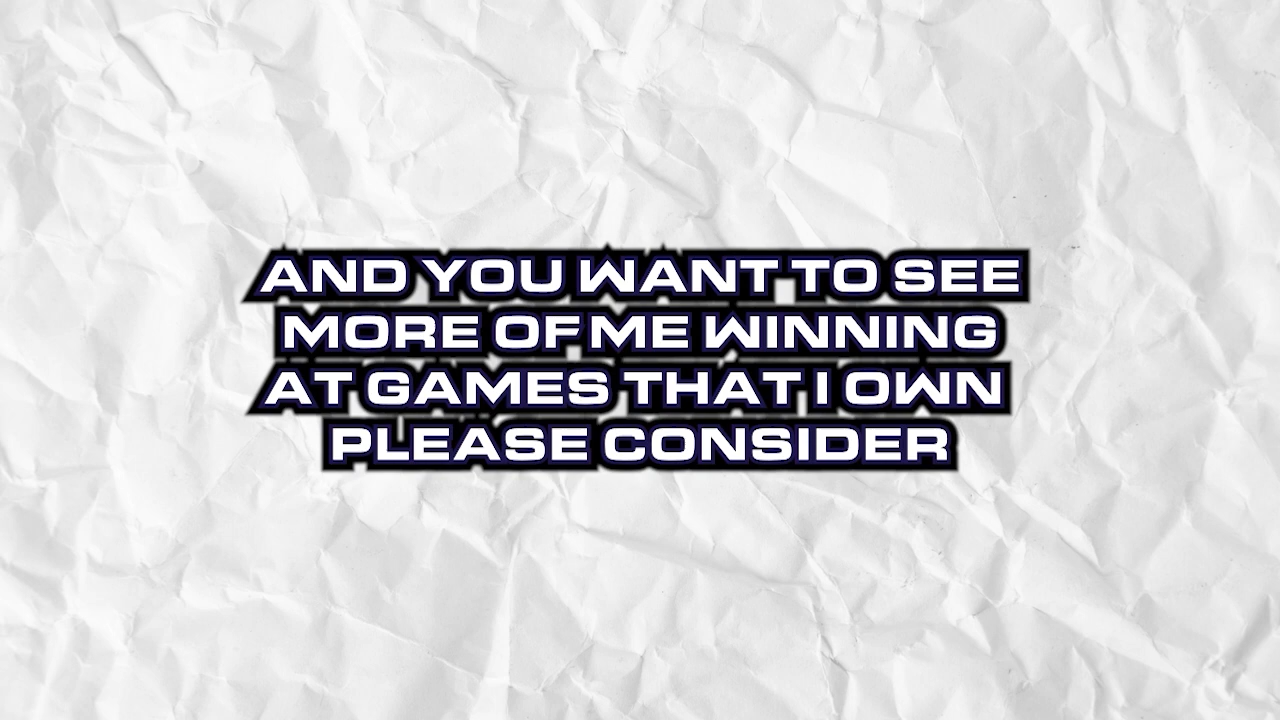 AND YOU WANT TO SEE
MORE OF ME WINNING
AT GAMES THAT I OWN
PLEASE CONSIDER